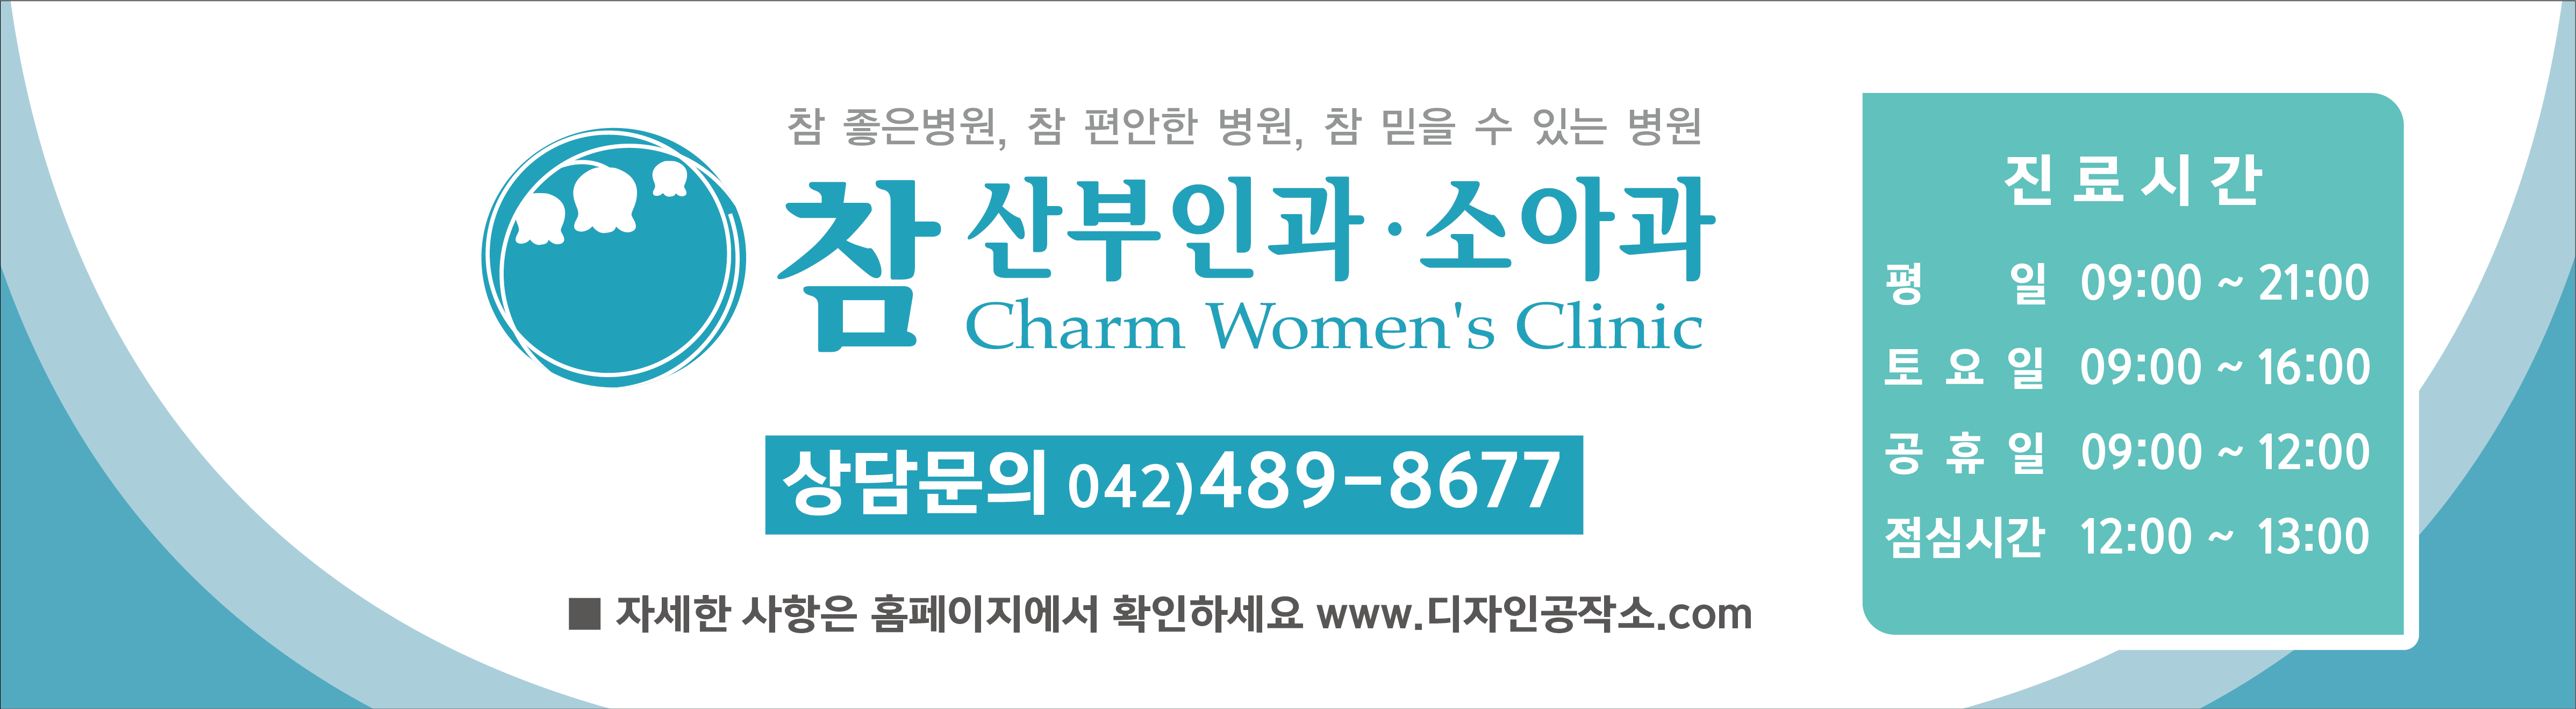 참 좋은병원, 참 편안한 병원, 참 믿을 수 있는 병원
참 산부인과·소아과
Charm Women's Clinic
상담문의 042)489-8677
■ 자세한 사항은 홈페이지에서 확인하세요 www.디자인공작소.com
진료시간
평 일 09:00 ~ 21:00
토요일 09:00 ~ 16:00
공휴일 09:00 ~ 12:00
점심시간 12:00 ~ 13:00